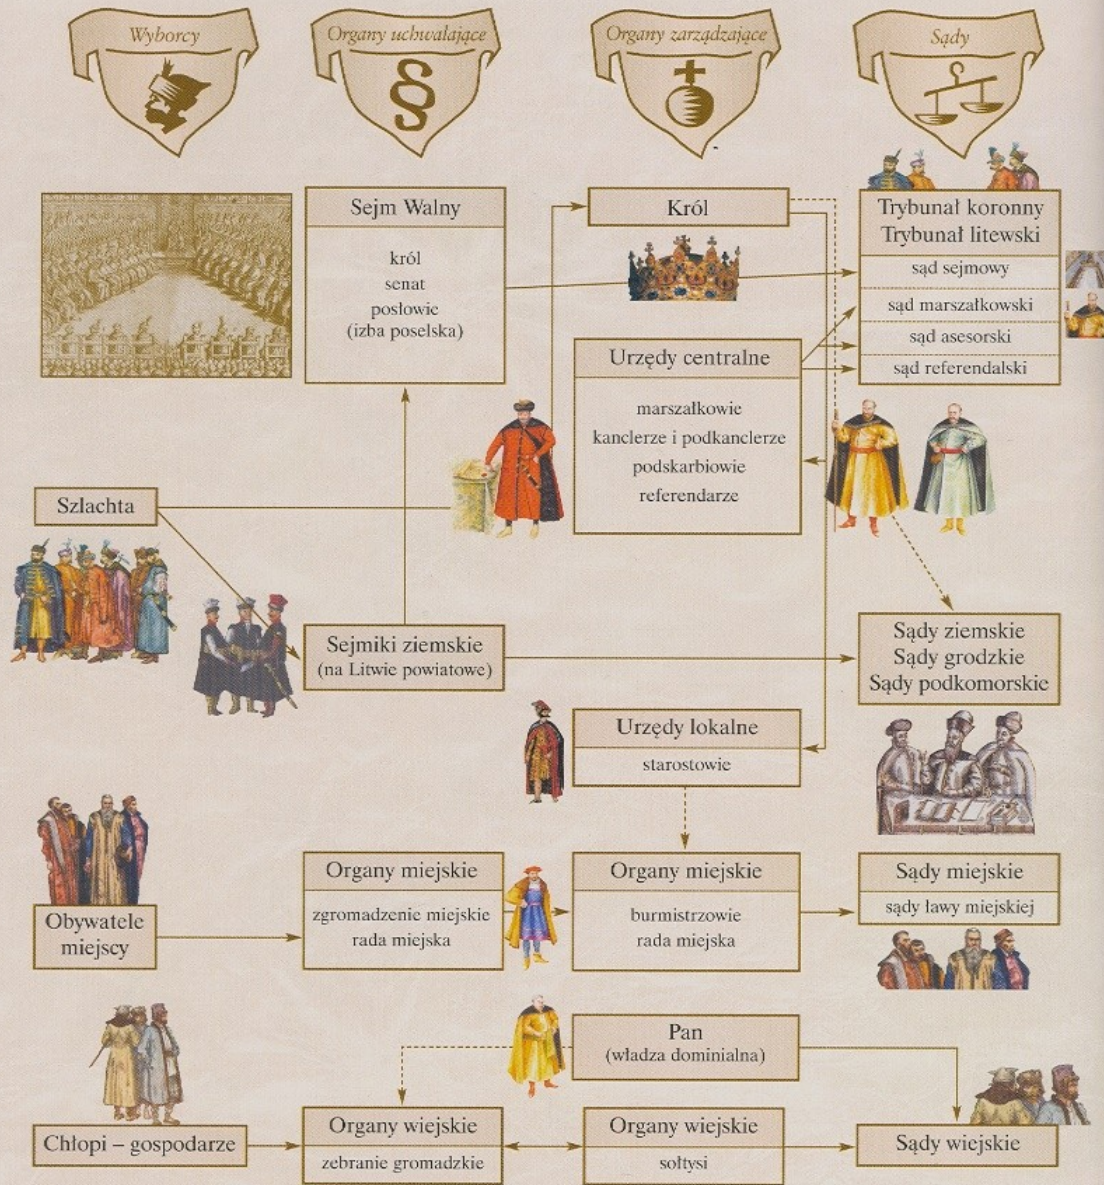 Wyborcy
Organy uchwalające
Organy zarządzające
Sądy
Sejm Walny
król
senat
posłowie
(izba poselska)
Król
Trybunał koronny
Trybunał litewski
sąd sejmowy
sąd marszałkowski
sąd asesorski
sąd referendalski
Urzędy centralne
marszałkowie
kanclerze i podkanclerze
podskarbiowie
referendarze
Szlachta
Sejmiki ziemskie
(na Litwie powiatowe)
Sądy ziemskie
Sądy grodzkie
Sądy podkomorskie
Urzędy lokalne
starostowie
Obywatele
miejscy
Organy miejskie
zgromadzenie miejskie
rada miejska
Organy miejskie
burmistrzowie
rada miejska
Sądy miejskie
sądy ławy miejskiej
Pan
(władza dominialna)
Chłopi – gospodarze
Organy wiejskie
zebranie gromadzkie
Organy wiejskie
sołtysi
Sądy wiejskie